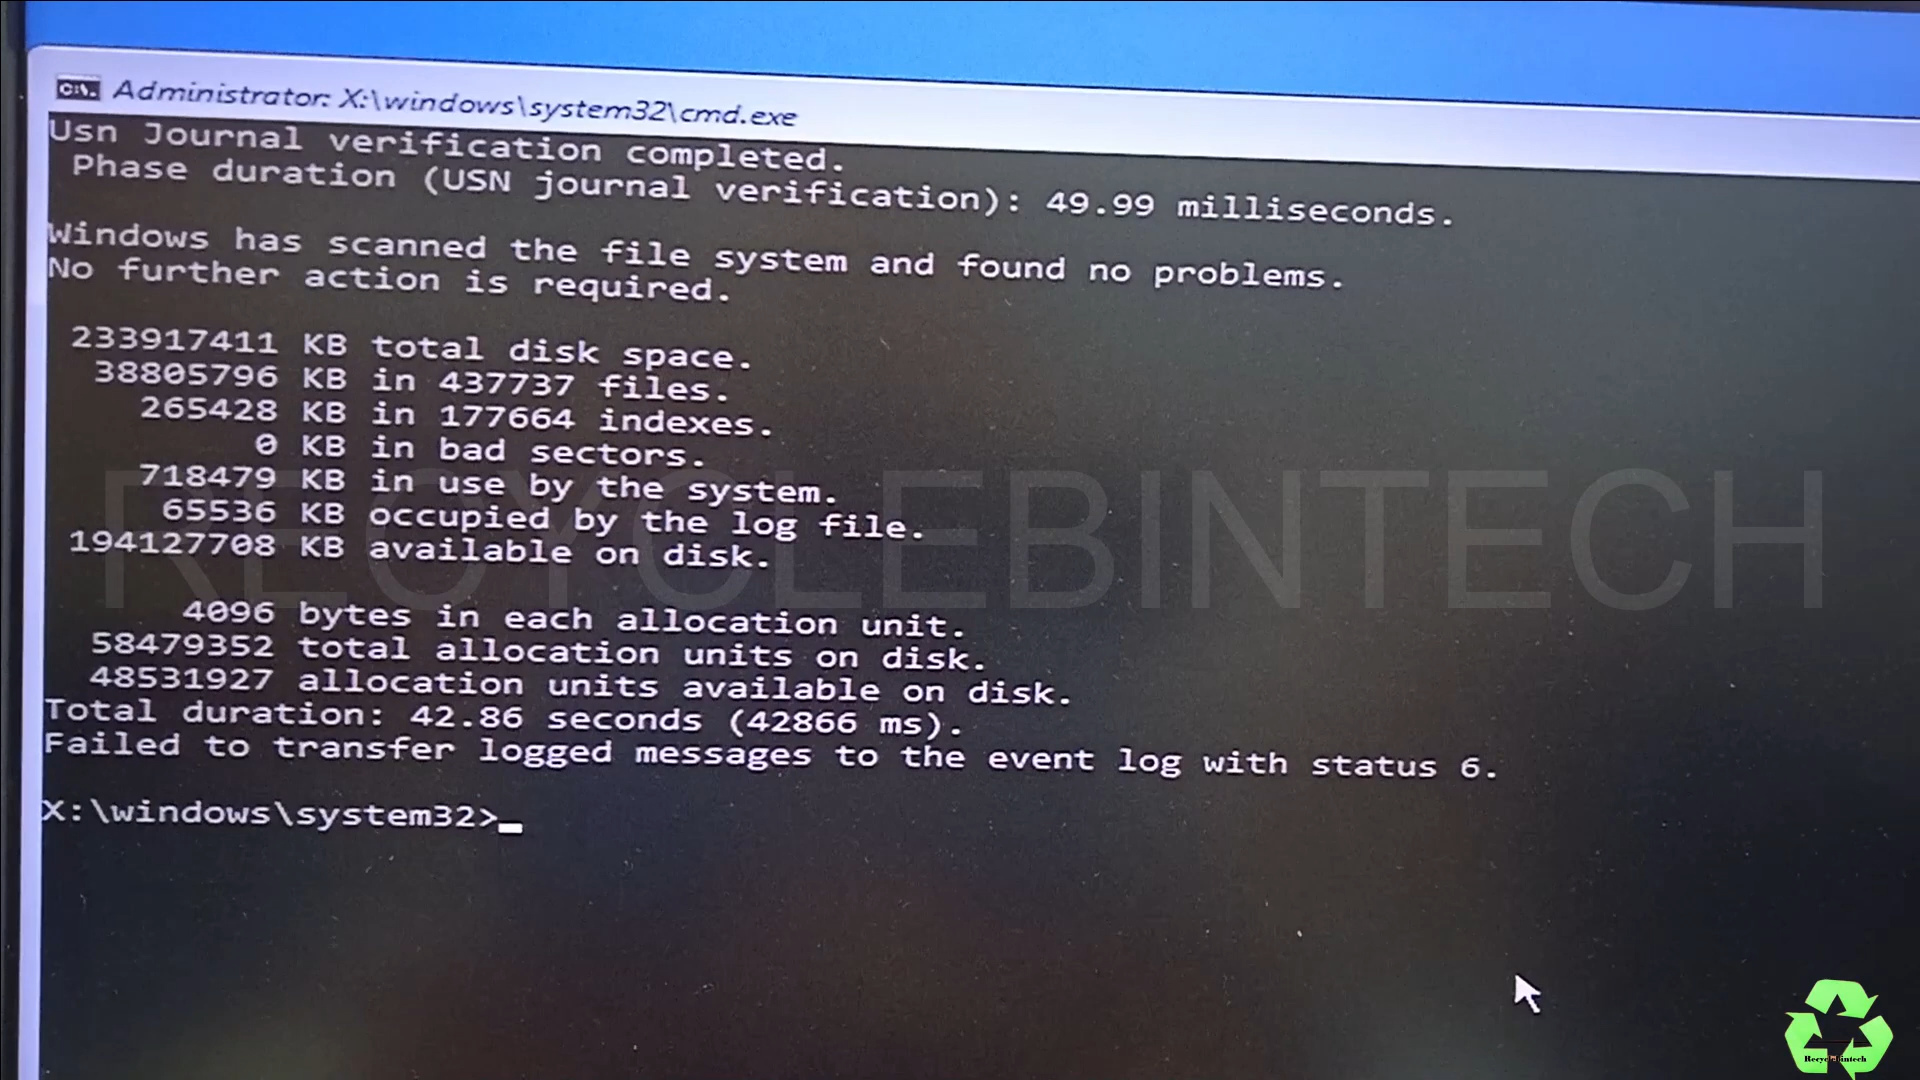 C:\.
Administrator: X:\windows\system32\cmd.exe
Usn Journal verification completed.
Phase duration (USN journal verification): 49.99 milliseconds.
Windows has scanned the file system and found no problems.
No further action is required.
233917411 KB total disk space.
38805796 KB in 437737 files.
265428 KB in 177664 indexes.
0 KB in bad sectors.
718479 KB in use by the system.
65536 KB occupied by the log file.
194127708 KB available on disk.
RECYCLEBINTECH
4096 bytes in each allocation unit.
58479352 total allocation units on disk.
48531927 allocation units available on disk.
Total duration: 42.86 seconds (42866 ms).
Failed to transfer logged messages to the event log with status 6.
X:\windows\system32>
Recyclebintech